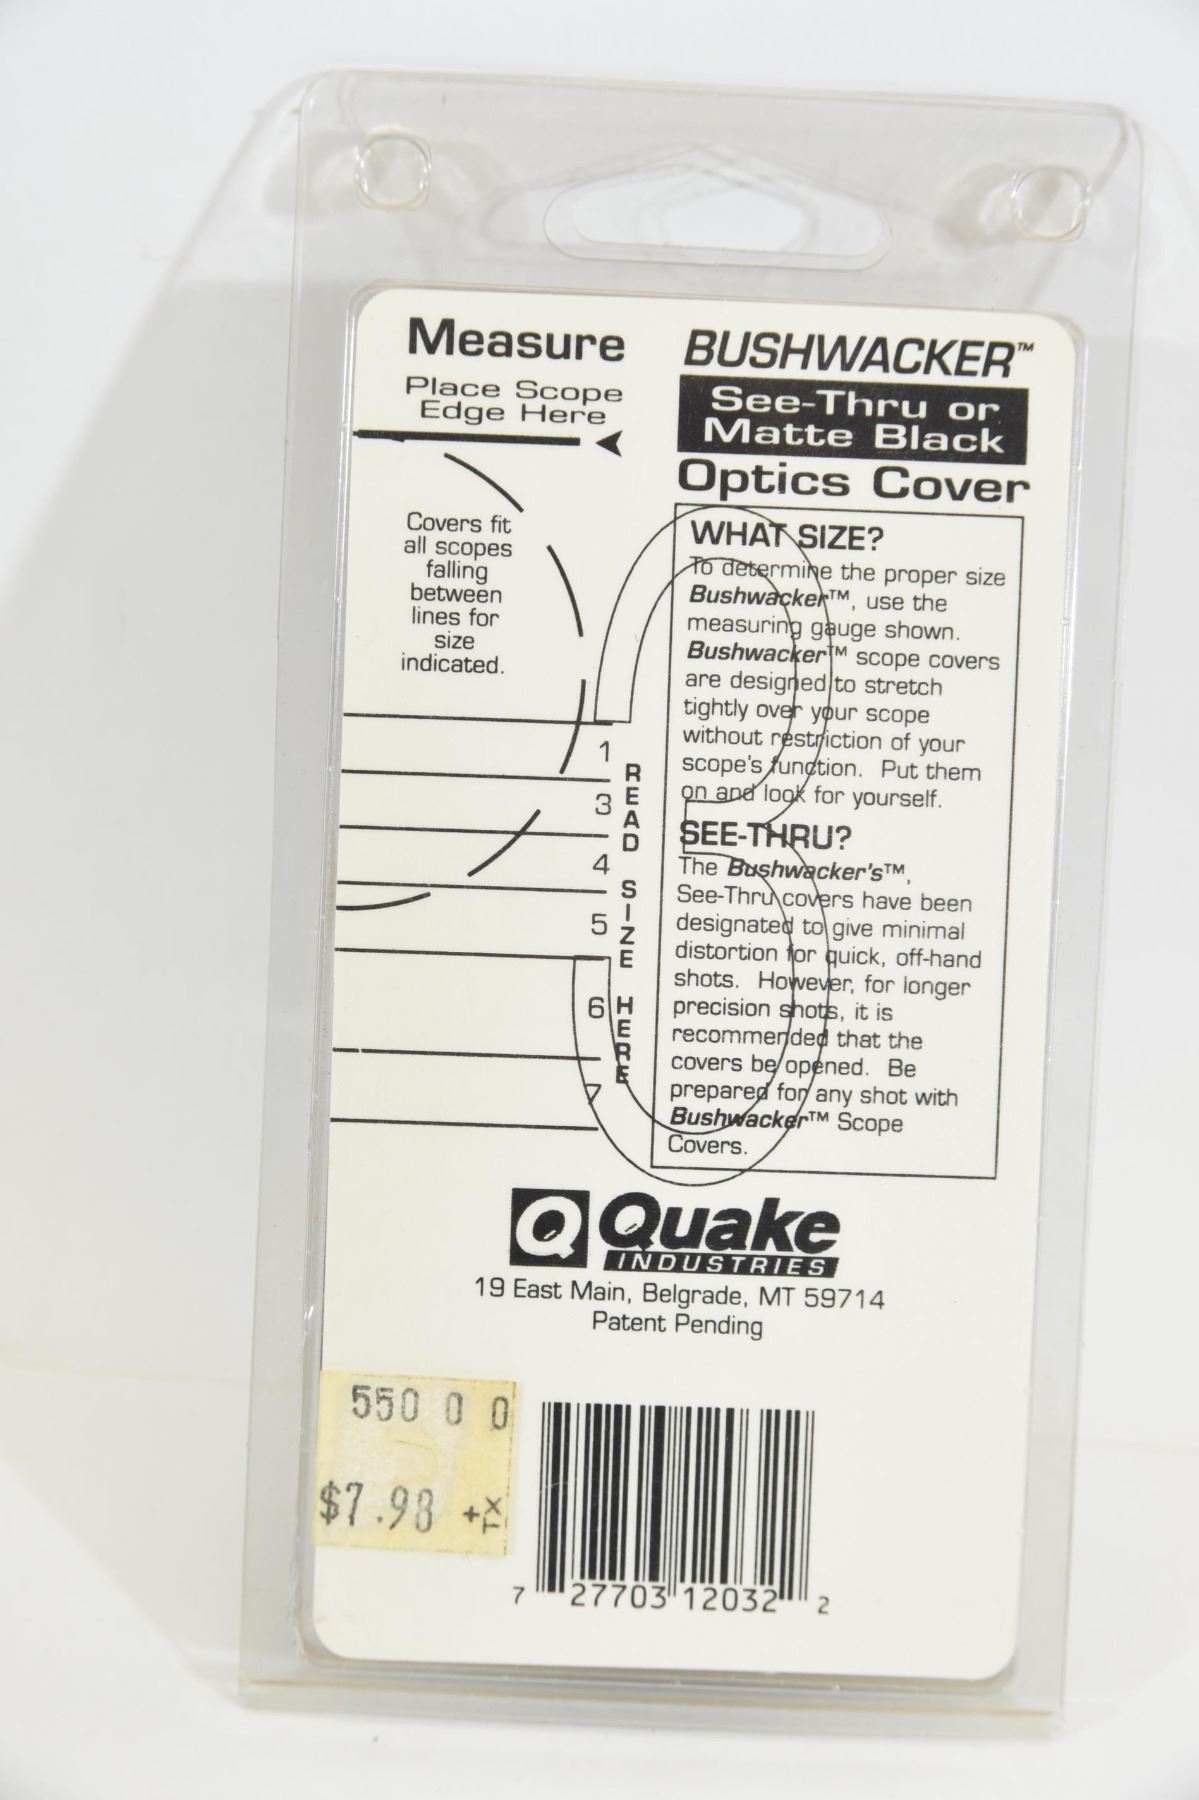 Measure
Place Scope
Edge Here
Covers fit
all scopes
falling
between
lines for
size
indicated.
1
3
4
5
6
7
READ SIZE HERE
BUSHWACKER™
See-Thru or
Matte Black
Optics Cover
WHAT SIZE?
To determine the proper size
Bushwacker™, use the
measuring gauge shown.
Bushwacker™ scope covers
are designed to stretch
tightly over your scope
without restriction of your
scope's function. Put them
on and look for yourself.
SEE-THRU?
The Bushwacker's™,
See-Thru covers have been
designated to give minimal
distortion for quick, off-hand
shots. However, for longer
precision shots, it is
recommended that the
covers be opened. Be
prepared for any shot with
Bushwacker™ Scope
Covers.
3
Q Quake
INDUSTRIES
19 East Main, Belgrade, MT 59714
Patent Pending
550 0 0
$7.98 +TX
7 27703 12032 2